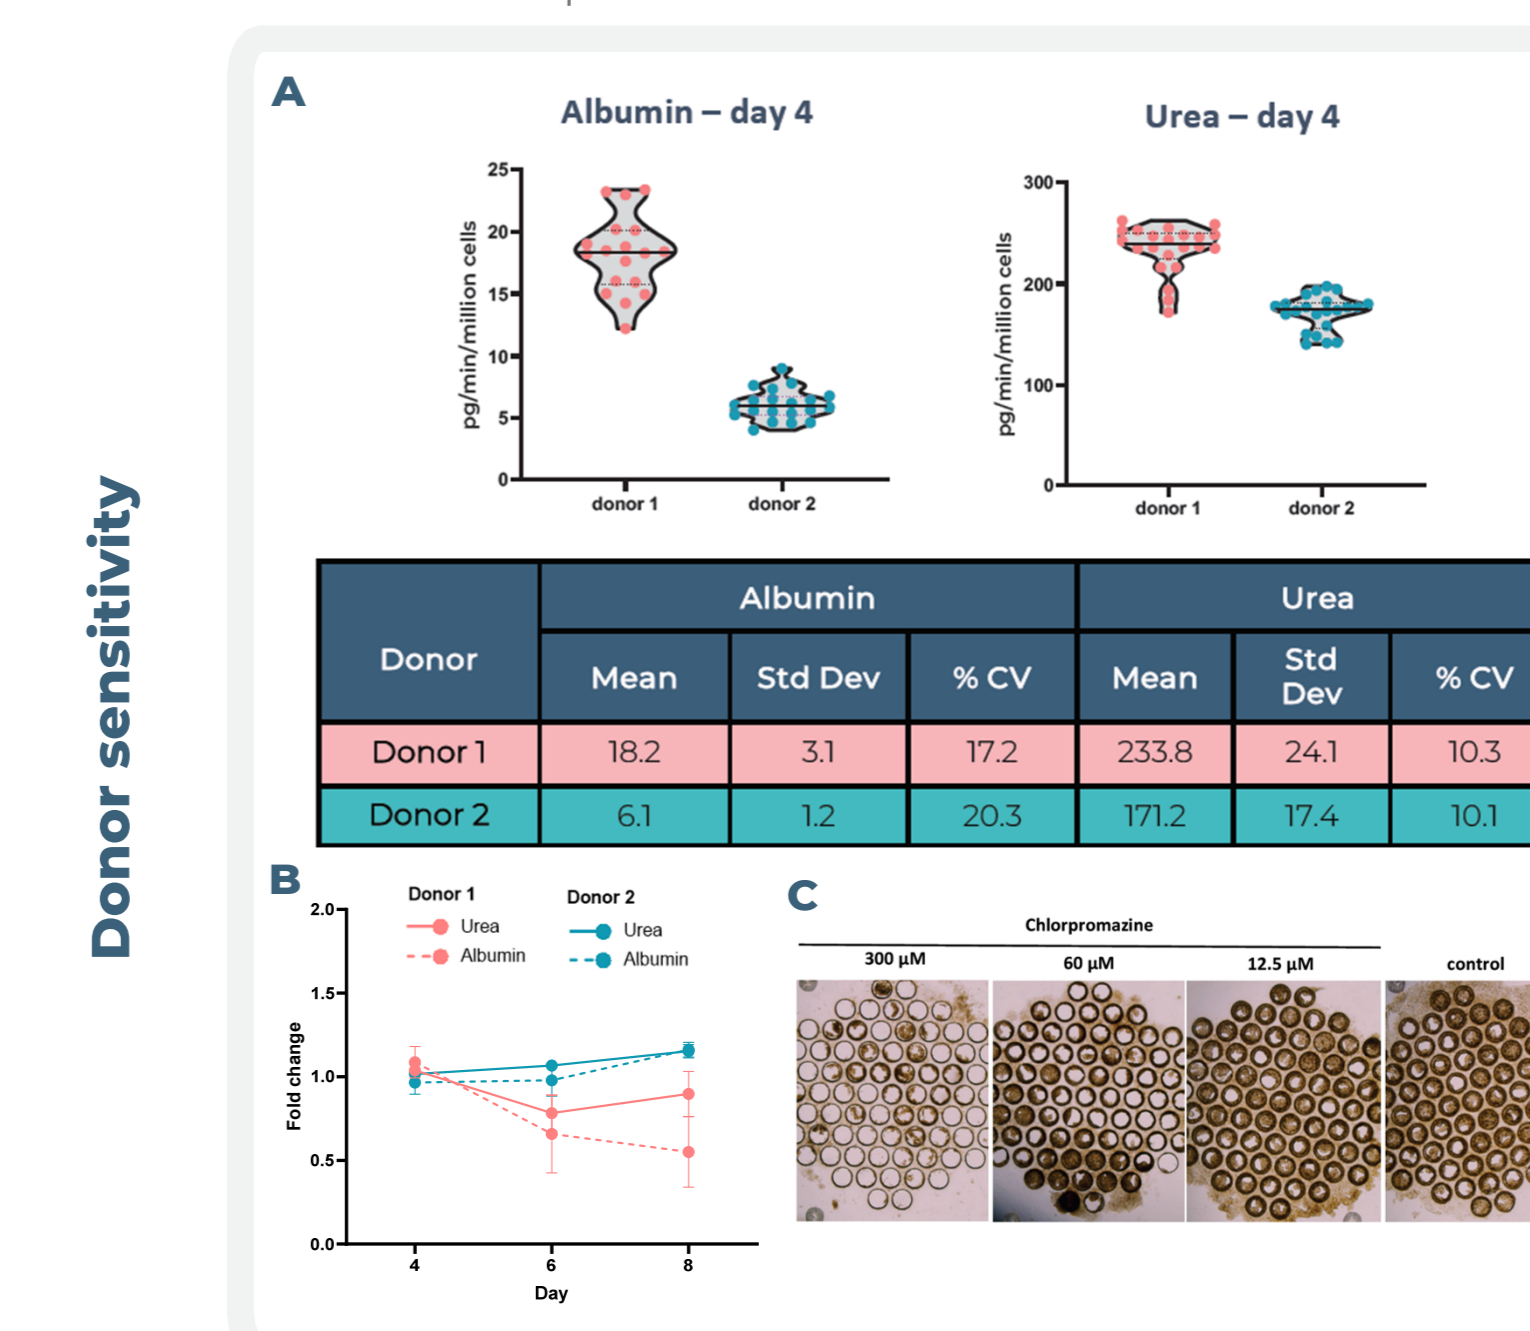 Donor sensitivity
A
Albumin – day 4
pg/min/million cells
25
20
15
10
5
0
donor 1 donor 2
Urea – day 4
pg/min/million cells
300
200
100
0
donor 1 donor 2
Donor Albumin Urea
Mean Std Dev % CV Mean Std Dev % CV
Donor 1 18.2 3.1 17.2 233.8 24.1 10.3
Donor 2 6.1 1.2 20.3 171.2 17.4 10.1
B
Donor 1 Donor 2
Urea Urea
Albumin Albumin
Fold change
2.0
1.5
1.0
0.5
0.0
4 6 8
Day
C
Chlorpromazine
300 µM 60 µM 12.5 µM control